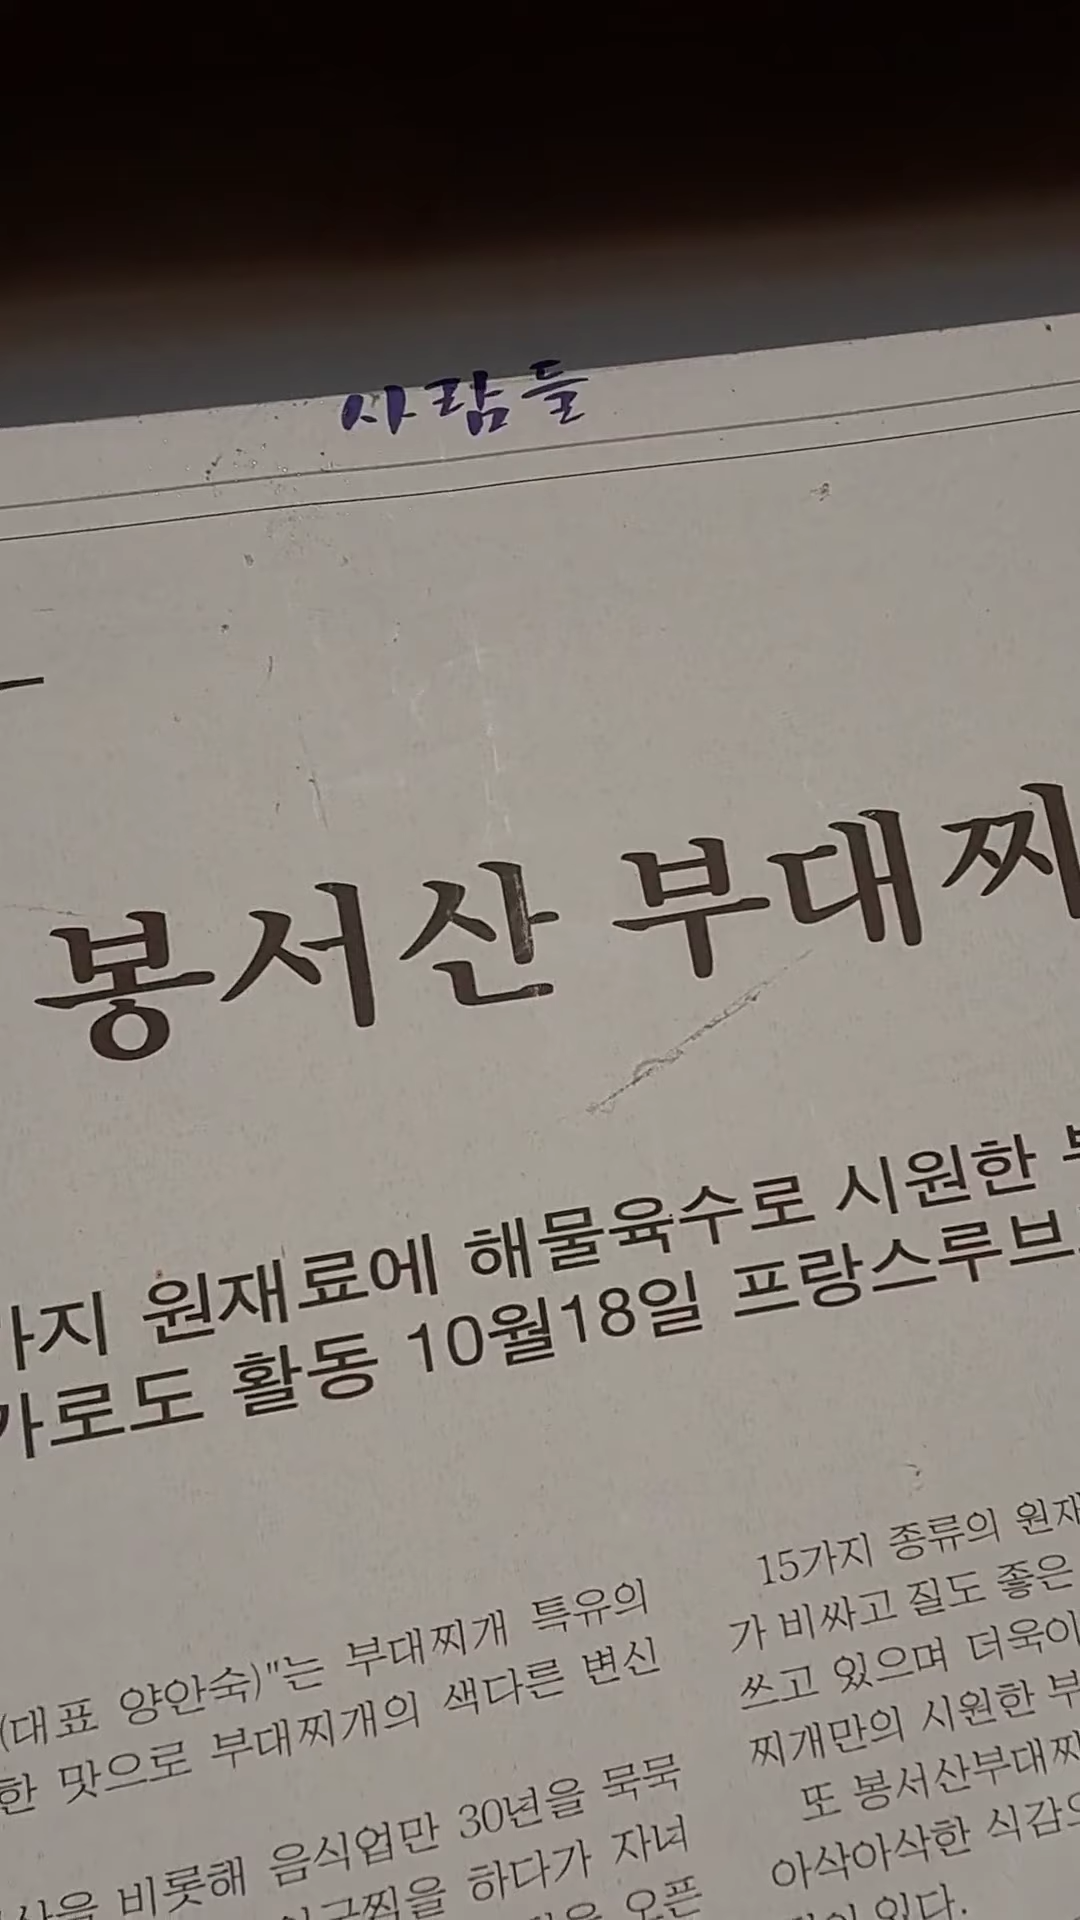 사람들
봉서산 부대찌
가지 원재료에 해물육수로 시원한
가로도 활동 10월18일 프랑스루브
(대표 양안숙)"는 부대찌개 특유의
한 맛으로 부대찌개의 색다른 변신
비롯해 음식업만 30년을 묵묵
하다가 자녀
오픈
15가지 종류의 원재
가 비싸고 질도 좋은
쓰고 있으며 더욱이
찌개만의 시원한 부
또 봉서산부대찌
아삭아삭한 식감
있다.